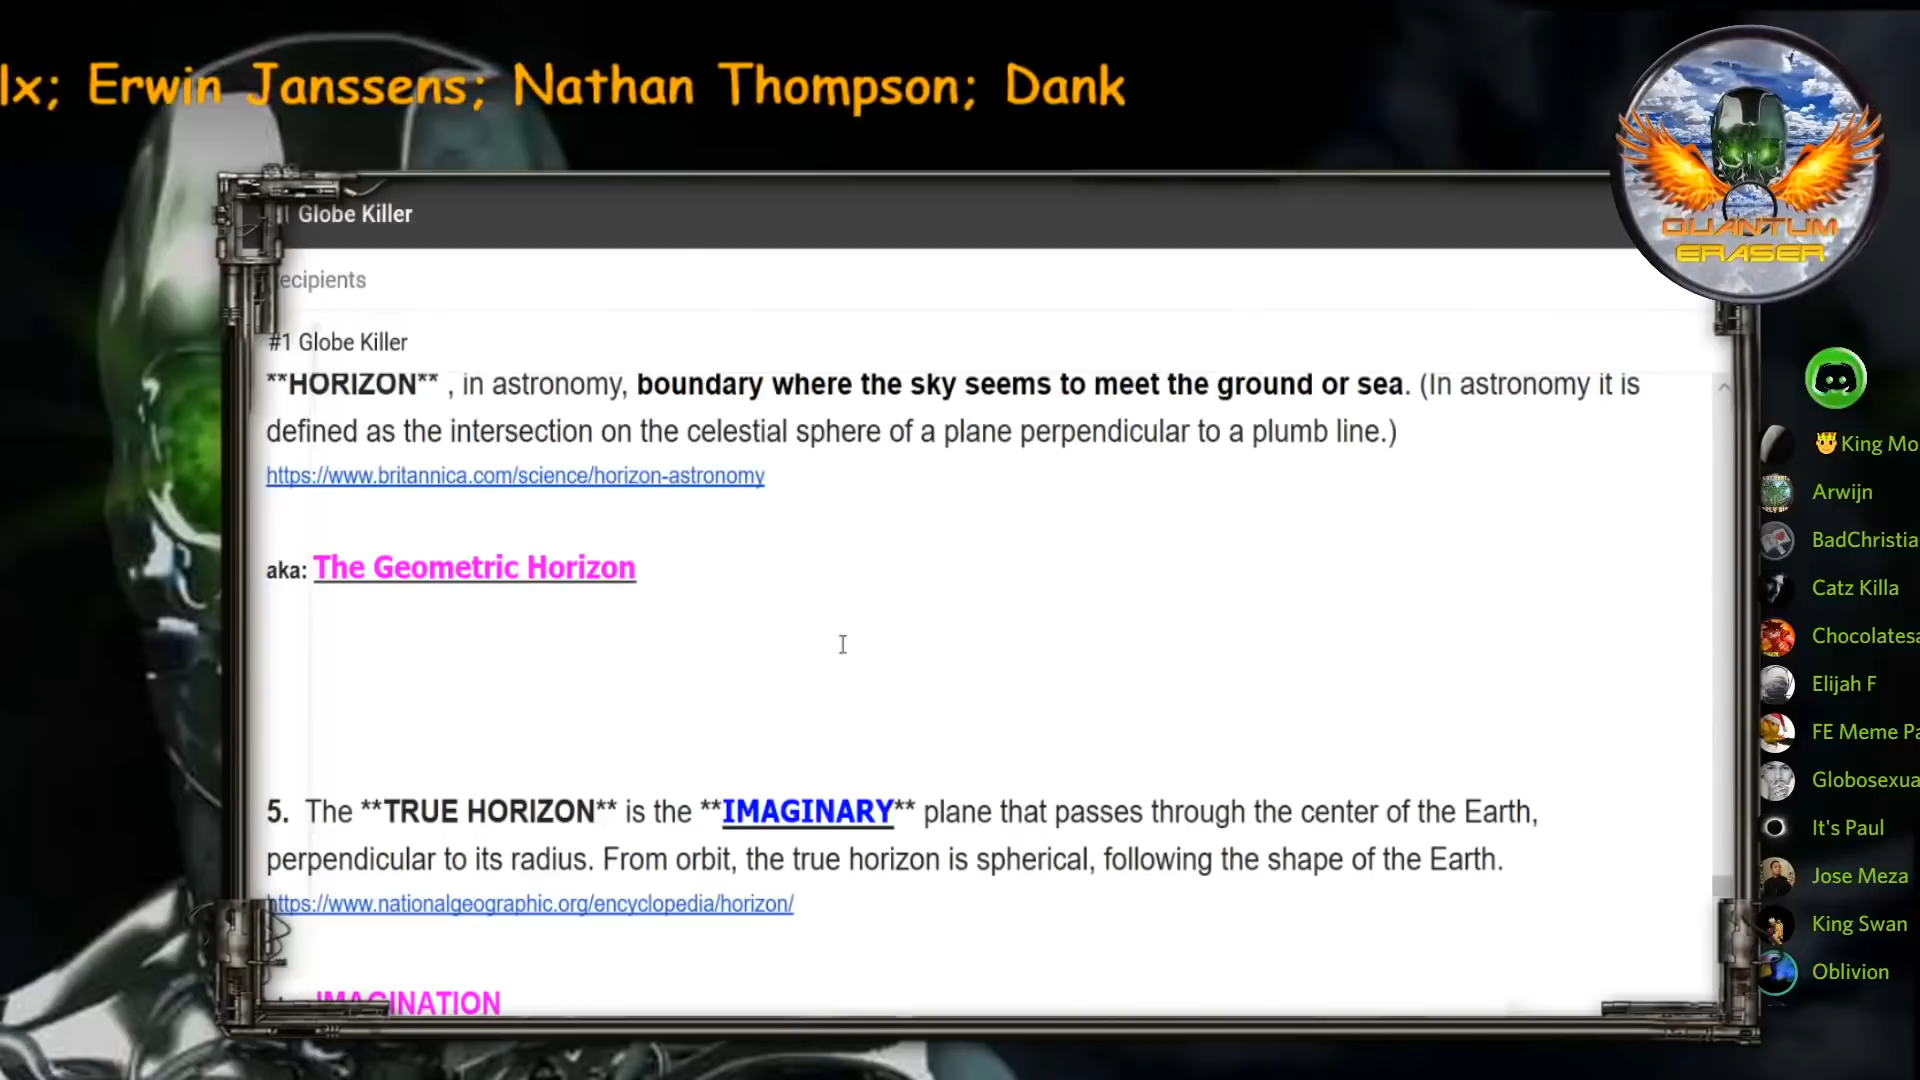 Erwin Janssens; Nathan Thompson; Dank
Globe Killer
QUANTUM
ERASER
ecipients
#1 Globe Killer
**HORIZON** , in astronomy, boundary where the sky seems to meet the ground or sea. (In astronomy it is
defined as the intersection on the celestial sphere of a plane perpendicular to a plumb line.)
https://www.britannica.com/science/horizon-astronomy
aka: The Geometric Horizon
5. The **TRUE HORIZON** is the **IMAGINARY** plane that passes through the center of the Earth,
perpendicular to its radius. From orbit, the true horizon is spherical, following the shape of the Earth.
https://www.nationalgeographic.org/encyclopedia/horizon/
IMAGINATION
King Mo
Arwijn
BadChristia
Catz Killa
Chocolatesa
Elijah F
FE Meme Pa
Globosexua
It's Paul
Jose Meza
King Swan
Oblivion